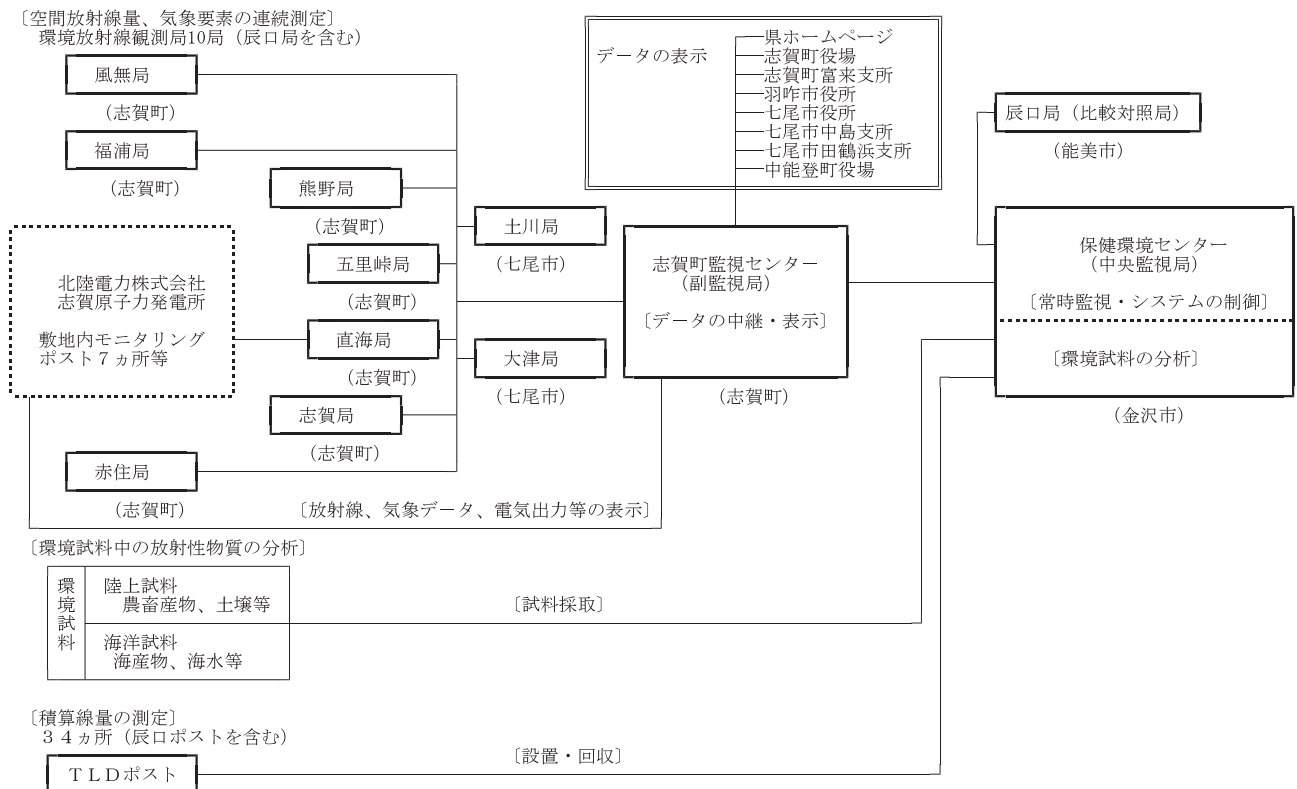 〔空間放射線量、気象要素の連続測定〕
環境放射線観測局10局（辰口局を含む）
風無局
（志賀町）
福浦局
（志賀町）
熊野局
（志賀町）
土川局
（七尾市）
五里峠局
（志賀町）
北陸電力株式会社
志賀原子力発電所
敷地内モニタリング
ポスト７ヵ所等
直海局
（志賀町）
大津局
（七尾市）
志賀局
（志賀町）
赤住局
（志賀町）
データの表示
県ホームページ
志賀町役場
志賀町富来支所
羽咋市役所
七尾市役所
七尾市中島支所
七尾市田鶴浜支所
中能登町役場
志賀町監視センター
（副監視局）
〔データの中継・表示〕
（志賀町）
辰口局（比較対照局）
（能美市）
保健環境センター
（中央監視局）
〔常時監視・システムの制御〕
〔環境試料の分析〕
（金沢市）
〔放射線、気象データ、電気出力等の表示〕
〔環境試料中の放射性物質の分析〕
環境試料
陸上試料
農畜産物、土壌等
海洋試料
海産物、海水等
〔試料採取〕
〔積算線量の測定〕
３４ヵ所（辰口ポストを含む）
ＴＬＤポスト
〔設置・回収〕